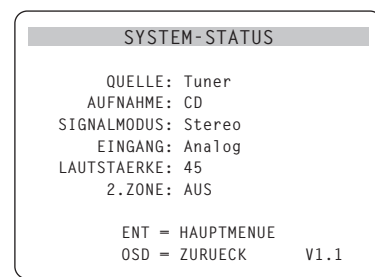 SYSTEM-STATUS
QUELLE: Tuner
AUFNAHME: CD
SIGNALMODUS: Stereo
EINGANG: Analog
LAUTSTAERKE: 45
2.ZONE: AUS
ENT = HAUPTMENUE
OSD = ZURUECK V1.1